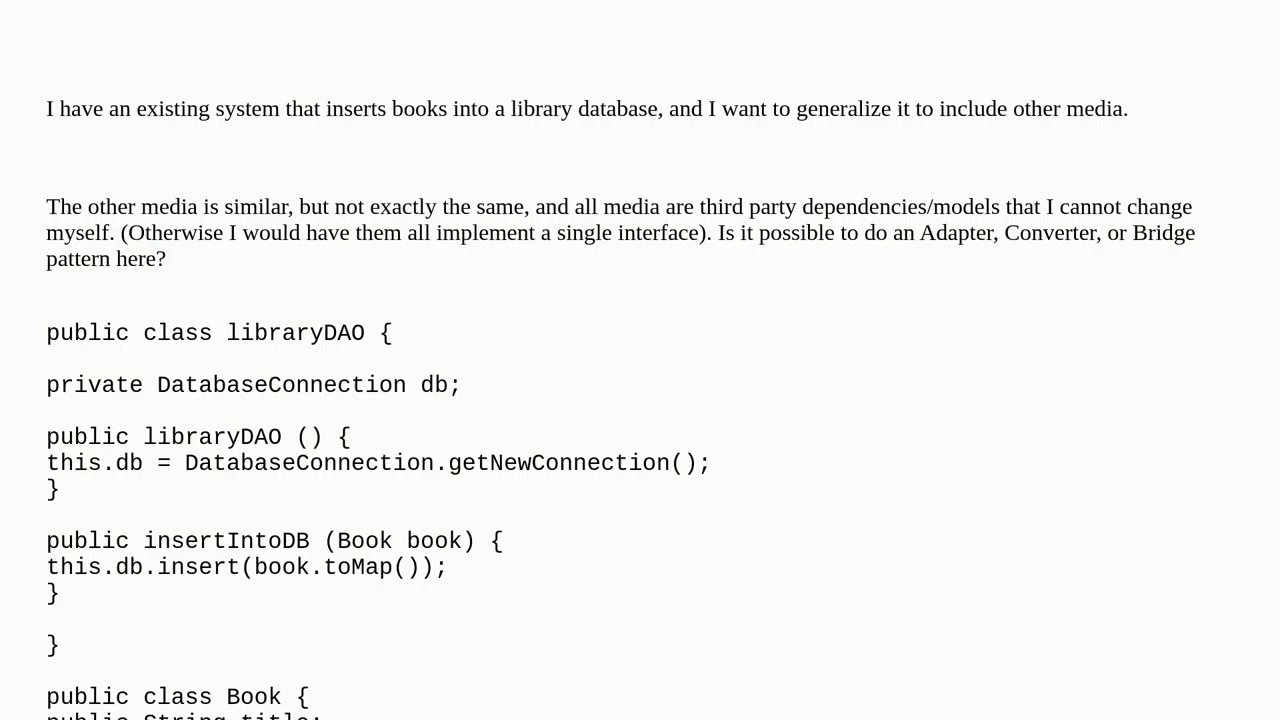 I have an existing system that inserts books into a library database, and I want to generalize it to include other media.
The other media is similar, but not exactly the same, and all media are third party dependencies/models that I cannot change
myself. (Otherwise I would have them all implement a single interface). Is it possible to do an Adapter, Converter, or Bridge
pattern here?
public class libraryDAO {
private DatabaseConnection db;
public libraryDAO () {
this.db = DatabaseConnection.getNewConnection();
}
public insertIntoDB (Book book) {
this.db.insert(book.toMap());
}
}
public class Book {
public String title;